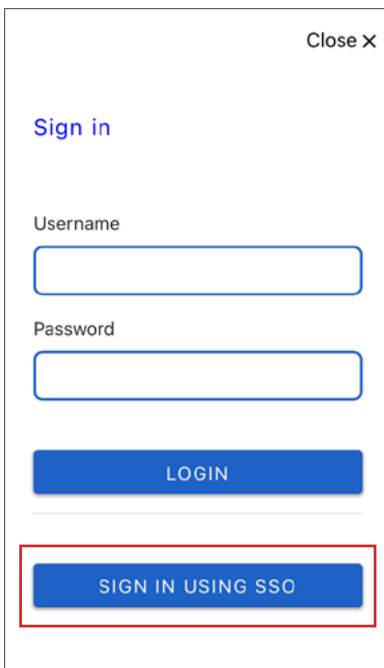 Close ×
Sign in
Username
Password
LOGIN
SIGN IN USING SSO